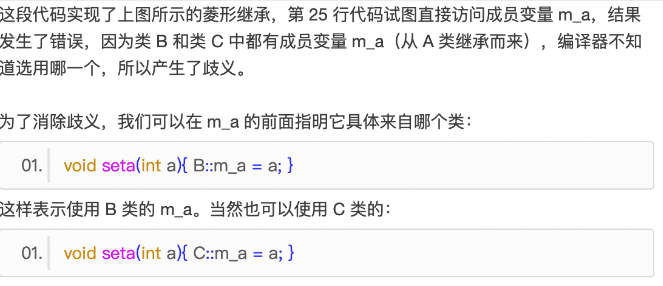 这段代码实现了上图所示的菱形继承，第 25 行代码试图直接访问成员变量 m_a，结果
发生了错误，因为类 B 和类 C 中都有成员变量 m_a（从 A 类继承而来），编译器不知
道选用哪一个，所以产生了歧义。
为了消除歧义，我们可以在 m_a 的前面指明它具体来自哪个类：
01. void seta(int a){ B::m_a = a; }
这样表示使用 B 类的 m_a。当然也可以使用 C 类的：
01. void seta(int a){ C::m_a = a; }